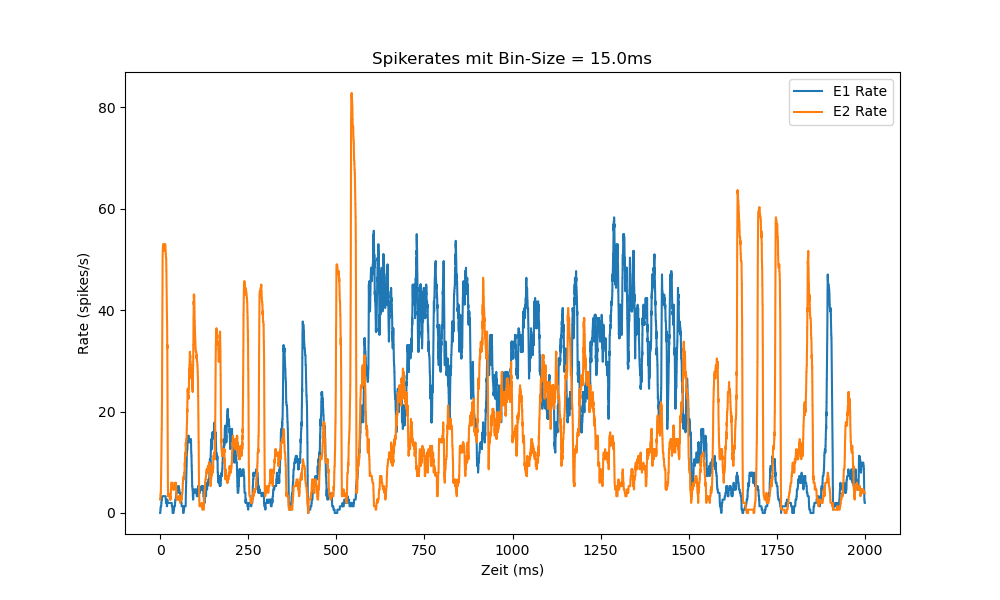 Spikerates mit Bin-Size = 15.0ms
E1 Rate
E2 Rate
80
60
40
20
0
Rate (spikes/s)
0 250 500 750 1000 1250 1500 1750 2000
Zeit (ms)